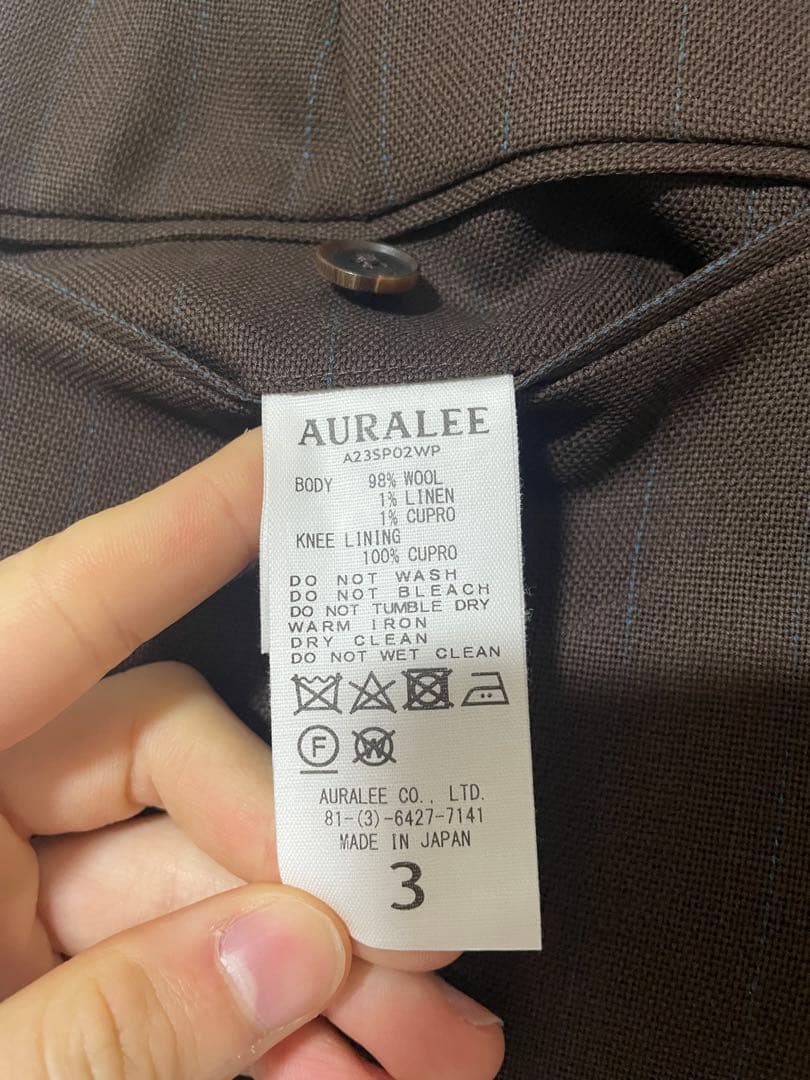 AURALEE
A23SP02WP
BODY 98% WOOL
1% LINEN
1% CUPRO
KNEE LINING
100% CUPRO
DO NOT WASH
DO NOT BLEACH
DO NOT TUMBLE DRY
WARM IRON
DRY CLEAN
DO NOT WET CLEAN
F W
AURALEE CO., LTD.
81-(3)-6427-7141
MADE IN JAPAN
3